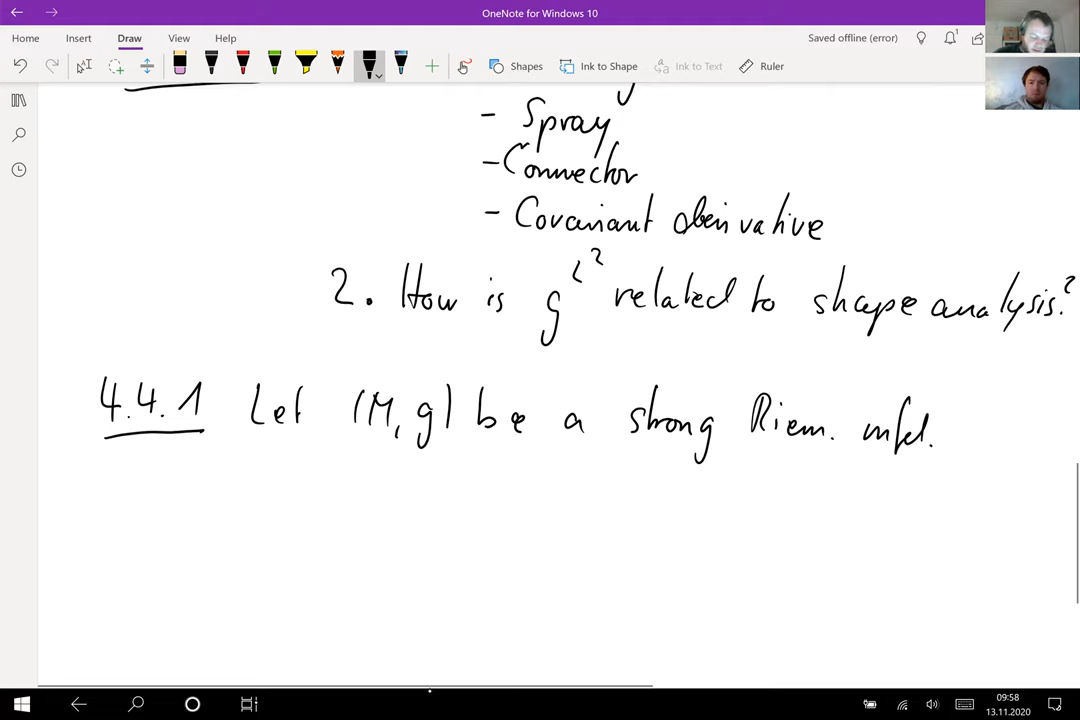 OneNote for Windows 10
Home Insert Draw View Help Saved offline (error)
Shapes Ink to Shape Ink to Text Ruler
- Spray
- Connector
- Covariant derivative
2. How is g^L² related to shape analysis?
4.4.1 Let (M,g) be a strong Riem. mfd.
09:58
13.11.2020